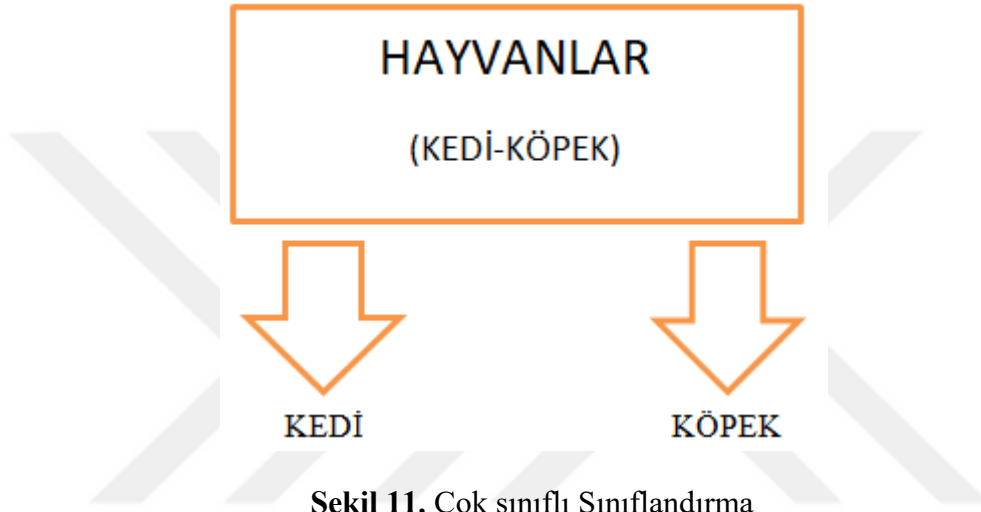 HAYVANLAR
(KEDİ-KÖPEK)
KEDİ
KÖPEK
Şekil 11. Çok sınıflı Sınıflandırma